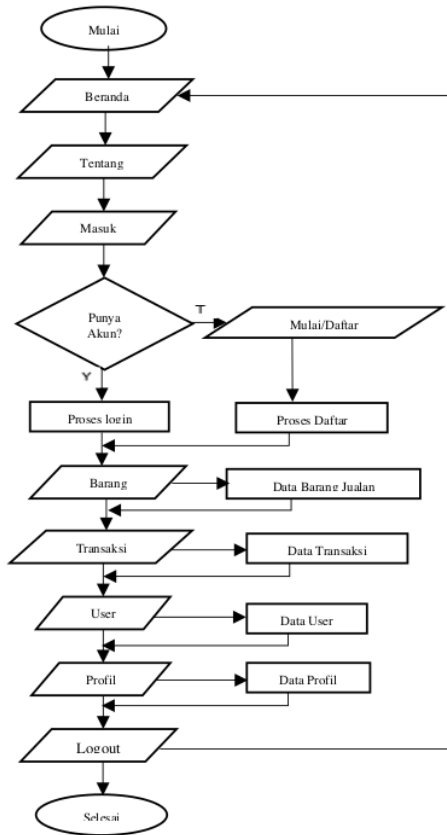 Mulai
Beranda
Tentang
Masuk
Punya
Akun?
T
Mulai/Daftar
Y
Proses login
Proses Daftar
Barang
Data Barang Jualan
Transaksi
Data Transaksi
User
Data User
Profil
Data Profil
Logout
Selesai